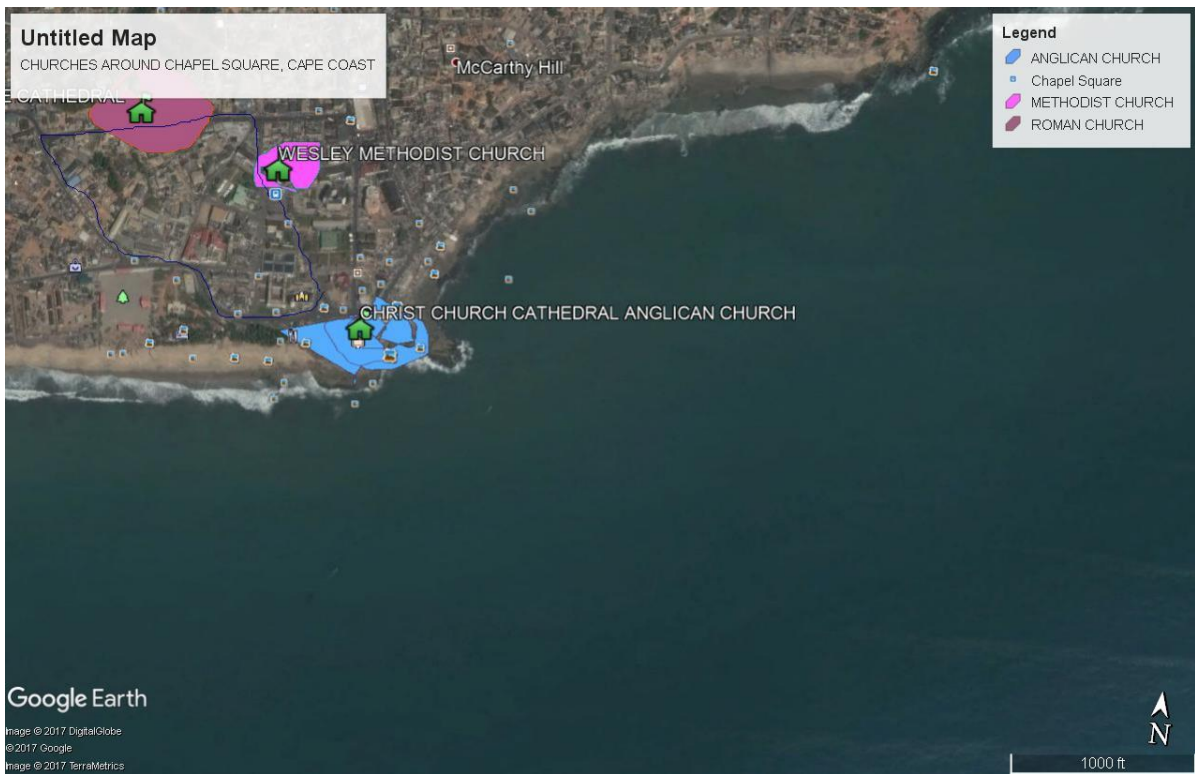 Untitled Map
CHURCHES AROUND CHAPEL SQUARE, CAPE COAST
Legend
ANGLICAN CHURCH
Chapel Square
METHODIST CHURCH
ROMAN CHURCH
McCarthy Hill
CATHEDRAL
WESLEY METHODIST CHURCH
CHRIST CHURCH CATHEDRAL ANGLICAN CHURCH
Google Earth
Image © 2017 DigitalGlobe
©2017 Google
Image © 2017 TerraMetrics
N
1000 ft